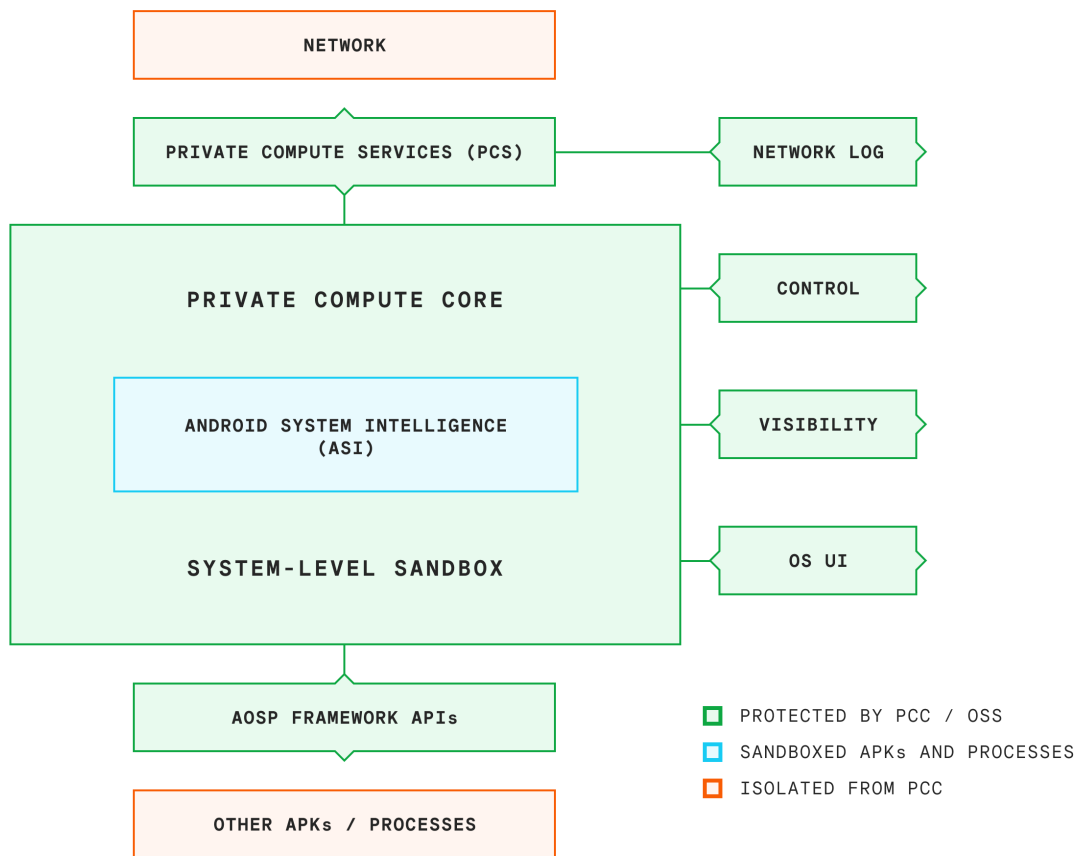 NETWORK
PRIVATE COMPUTE SERVICES (PCS)
NETWORK LOG
PRIVATE COMPUTE CORE
CONTROL
ANDROID SYSTEM INTELLIGENCE
(ASI)
VISIBILITY
SYSTEM-LEVEL SANDBOX
OS UI
AOSP FRAMEWORK APIs
PROTECTED BY PCC / OSS
SANDBOXED APKs AND PROCESSES
ISOLATED FROM PCC
OTHER APKs / PROCESSES